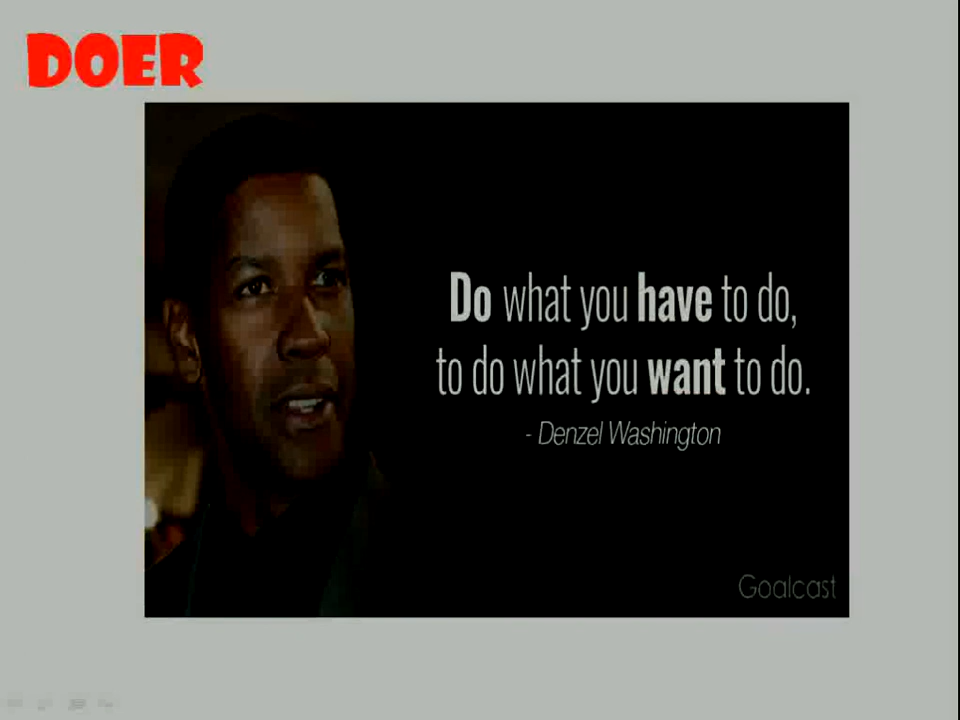 DOER
Do what you have to do,
to do what you want to do.
- Denzel Washington
Goalcast